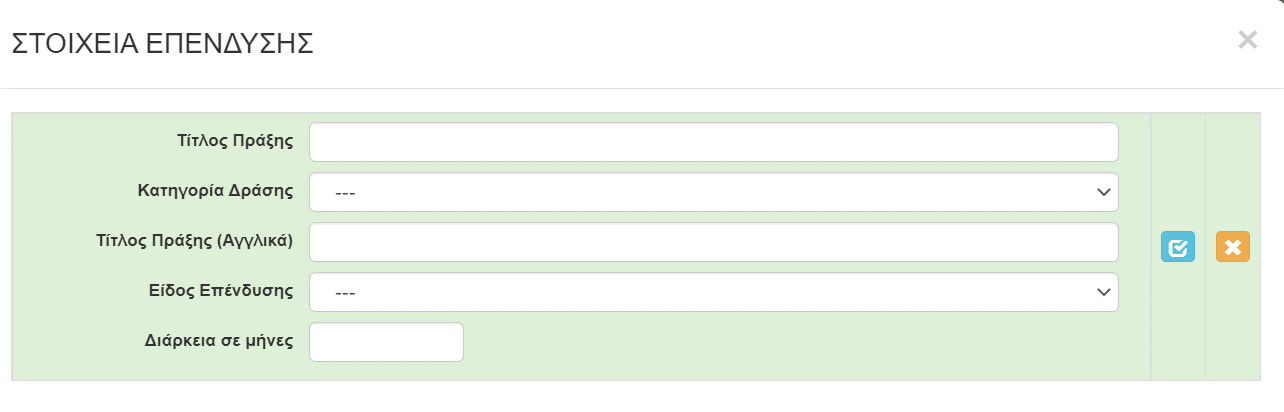 ΣΤΟΙΧΕΙΑ ΕΠΕΝΔΥΣΗΣ
Τίτλος Πράξης
Κατηγορία Δράσης ---
Τίτλος Πράξης (Αγγλικά)
Είδος Επένδυσης ---
Διάρκεια σε μήνες